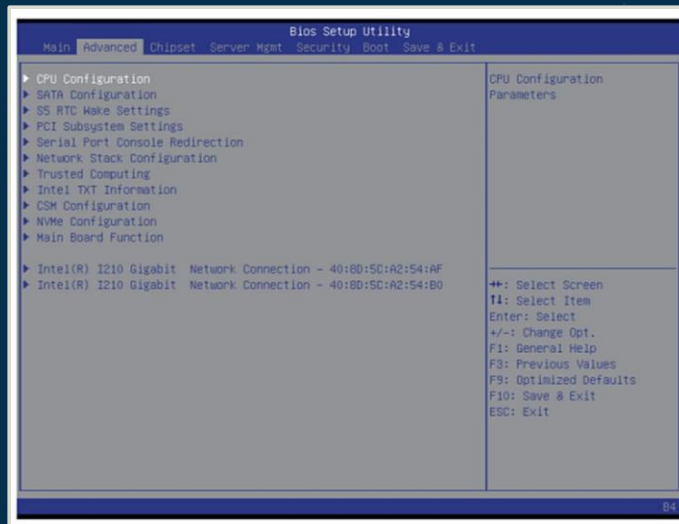 Bios Setup Utility
Main Advanced Chipset Server Mgmt Security Boot Save & Exit
CPU Configuration
SATA Configuration
S5 RTC Wake Settings
PCI Subsystem Settings
Serial Port Console Redirection
Network Stack Configuration
Trusted Computing
Intel TXT Information
CSM Configuration
NVMe Configuration
Main Board Function
Intel(R) I210 Gigabit Network Connection - 40:8D:5C:A2:54:AF
Intel(R) I210 Gigabit Network Connection - 40:8D:5C:A2:54:B0
CPU Configuration
Parameters
→←: Select Screen
↑↓: Select Item
Enter: Select
+/-: Change Opt.
F1: General Help
F3: Previous Values
F9: Optimized Defaults
F10: Save & Exit
ESC: Exit
B4